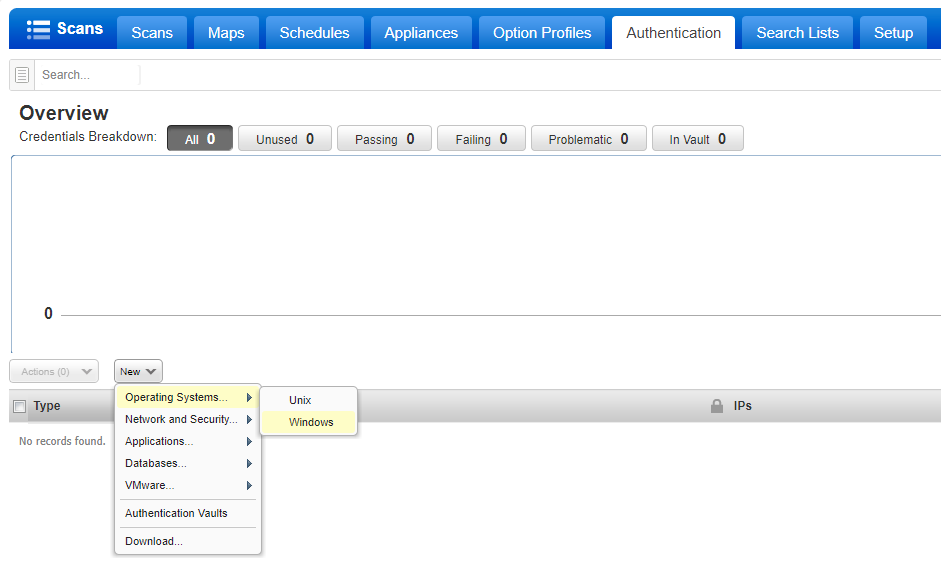 Scans Scans Maps Schedules Appliances Option Profiles Authentication Search Lists Setup
Search...
Overview
Credentials Breakdown: All 0 Unused 0 Passing 0 Failing 0 Problematic 0 In Vault 0
0
Actions (0) New
Type IPs
No records found.
Operating Systems...
Network and Security...
Applications...
Databases...
VMware...
Authentication Vaults
Download...
Unix
Windows